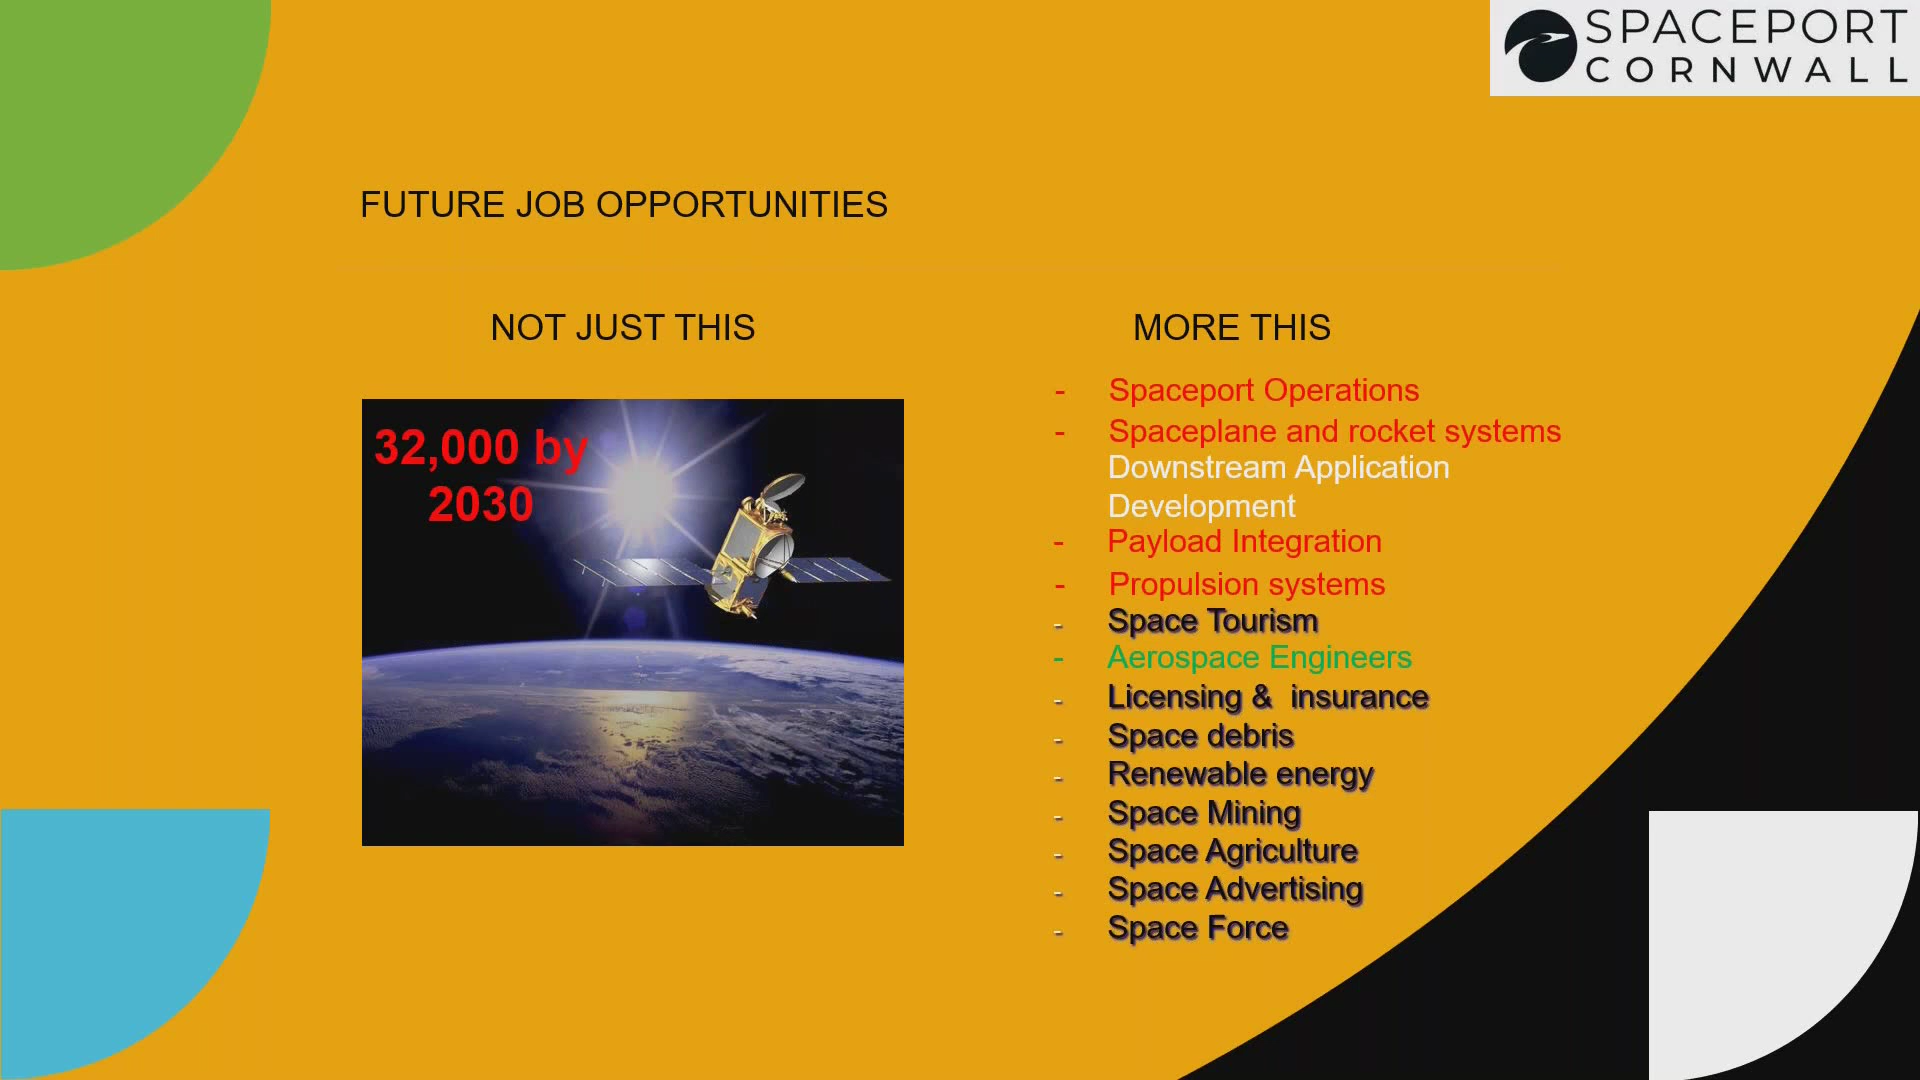 SPACEPORT
CORNWALL
FUTURE JOB OPPORTUNITIES
NOT JUST THIS
32,000 by
2030
MORE THIS
- Spaceport Operations
- Spaceplane and rocket systems
Downstream Application
Development
- Payload Integration
- Propulsion systems
- Space Tourism
- Aerospace Engineers
- Licensing & insurance
- Space debris
- Renewable energy
- Space Mining
- Space Agriculture
- Space Advertising
- Space Force